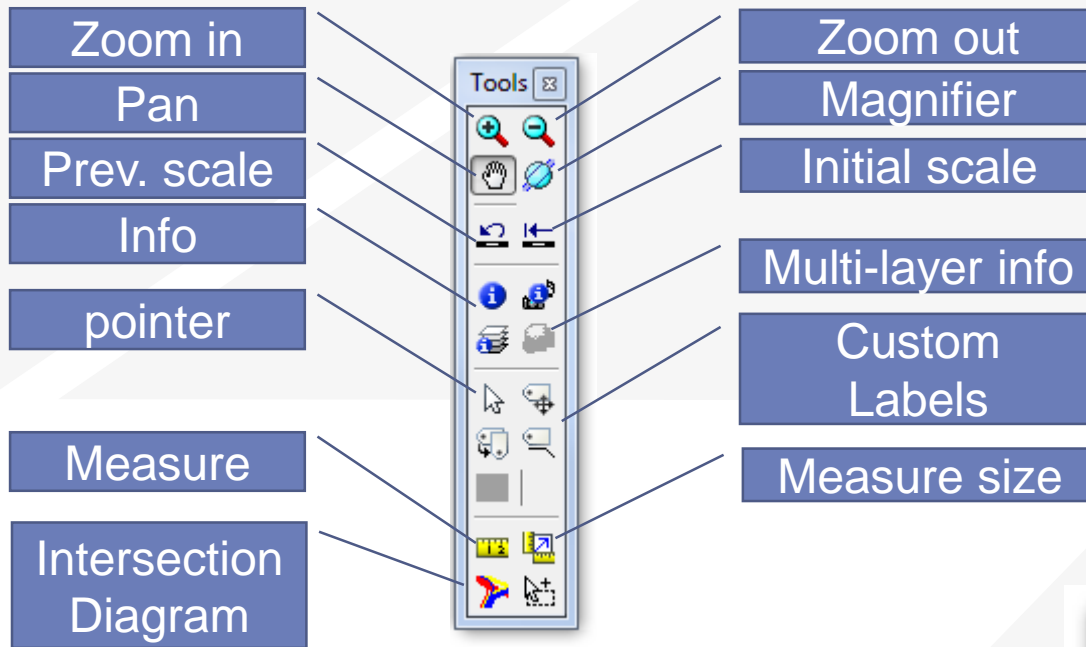 Zoom in
Zoom out
Tools
Pan
Magnifier
Prev. scale
Initial scale
Info
Multi-layer info
pointer
Custom
Labels
Measure
Measure size
Intersection
Diagram